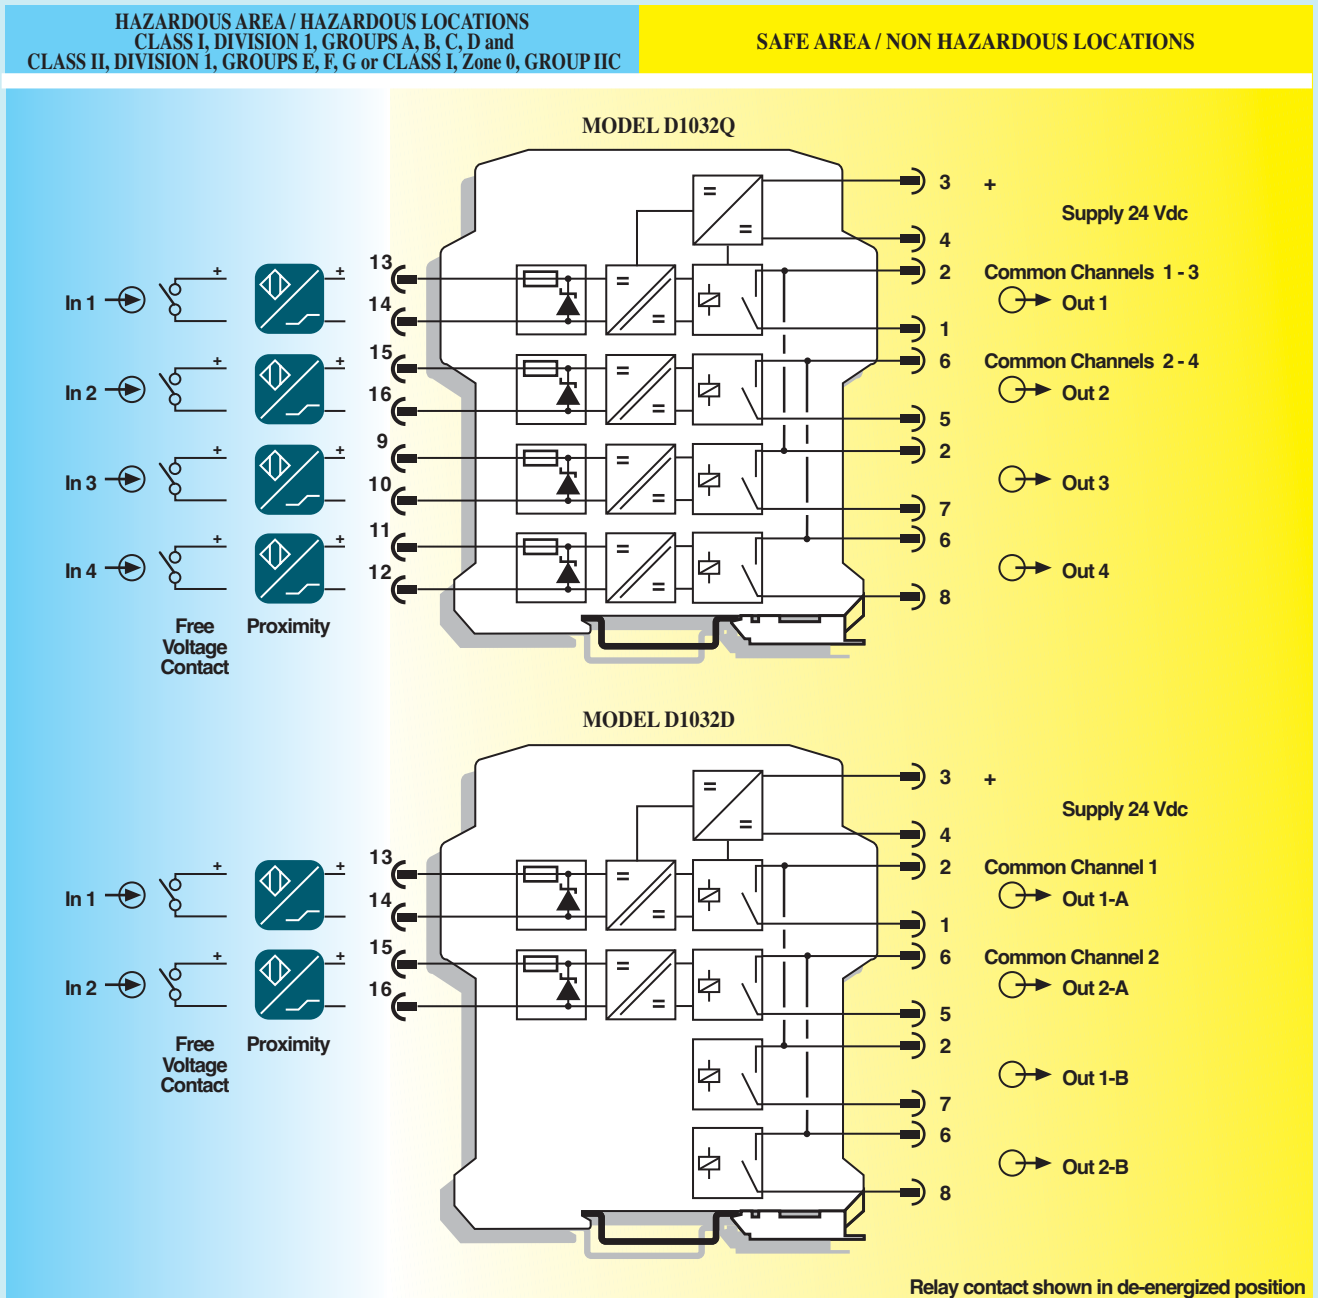 HAZARDOUS AREA / HAZARDOUS LOCATIONS
CLASS I, DIVISION 1, GROUPS A, B, C, D and
CLASS II, DIVISION 1, GROUPS E, F, G or CLASS I, Zone 0, GROUP IIC
SAFE AREA / NON HAZARDOUS LOCATIONS
MODEL D1032Q
3 +
Supply 24 Vdc
4
In 1
+
+
13
14
2 Common Channels 1 - 3
Out 1
1
In 2
+
+
15
16
6 Common Channels 2 - 4
Out 2
5
In 3
+
+
9
10
2
Out 3
7
In 4
+
+
11
12
6
Out 4
8
Free
Voltage
Contact
Proximity
MODEL D1032D
3 +
Supply 24 Vdc
4
In 1
+
+
13
14
2 Common Channel 1
Out 1-A
1
In 2
+
+
15
16
6 Common Channel 2
Out 2-A
5
Free
Voltage
Contact
Proximity
2
Out 1-B
7
6
Out 2-B
8
Relay contact shown in de-energized position